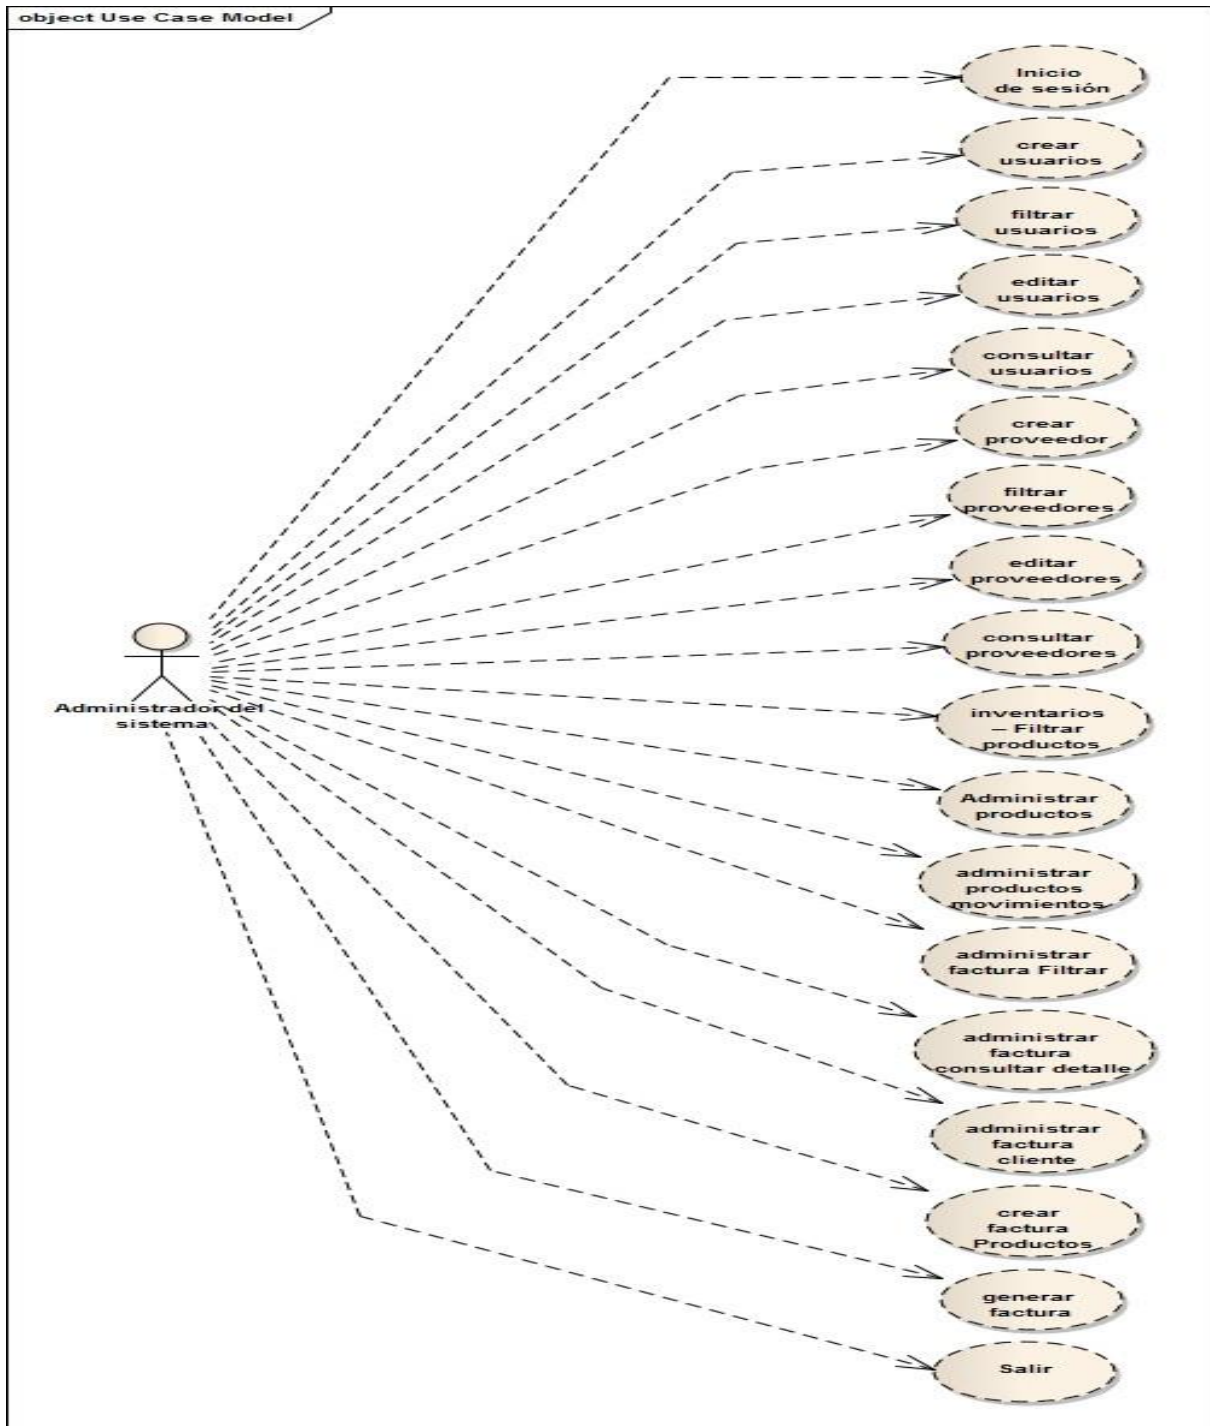 object Use Case Model
Inicio
de sesión
crear
usuarios
filtrar
usuarios
editar
usuarios
consultar
usuarios
crear
proveedor
filtrar
proveedores
editar
proveedores
consultar
proveedores
Administrador del
sistema
inventarios
– Filtrar
productos
Administrar
productos
administrar
productos
movimientos
administrar
factura Filtrar
administrar
factura
consultar detalle
administrar
factura
cliente
crear
factura
Productos
generar
factura
Salir